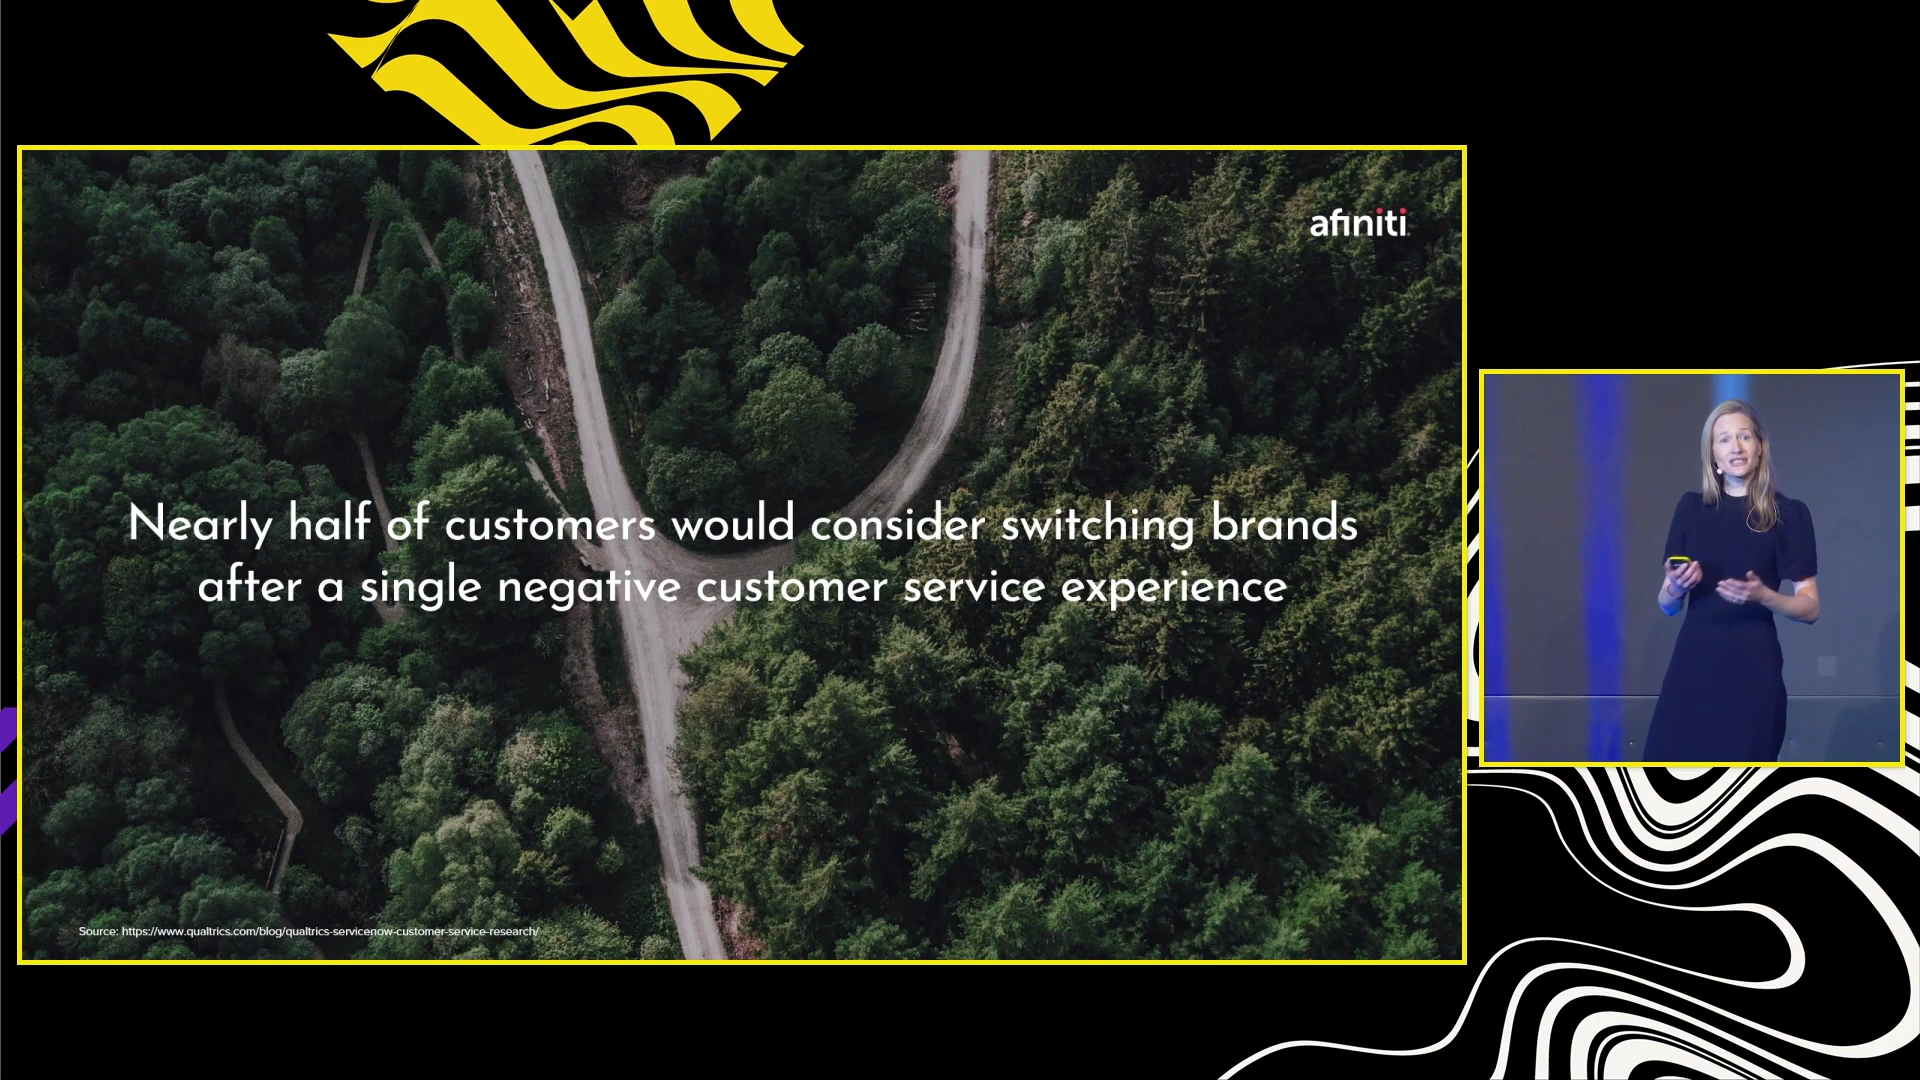 afiniti
Nearly half of customers would consider switching brands
after a single negative customer service experience
Source: https://www.qualtrics.com/blog/qualtrics-servicenow-customer-service-research/